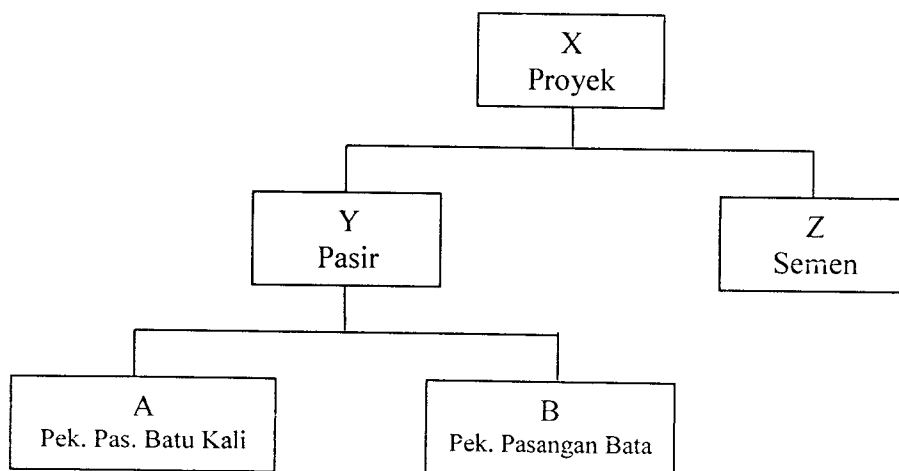 X
Proyek
Y
Pasir
Z
Semen
A
Pek. Pas. Batu Kali
B
Pek. Pasangan Bata